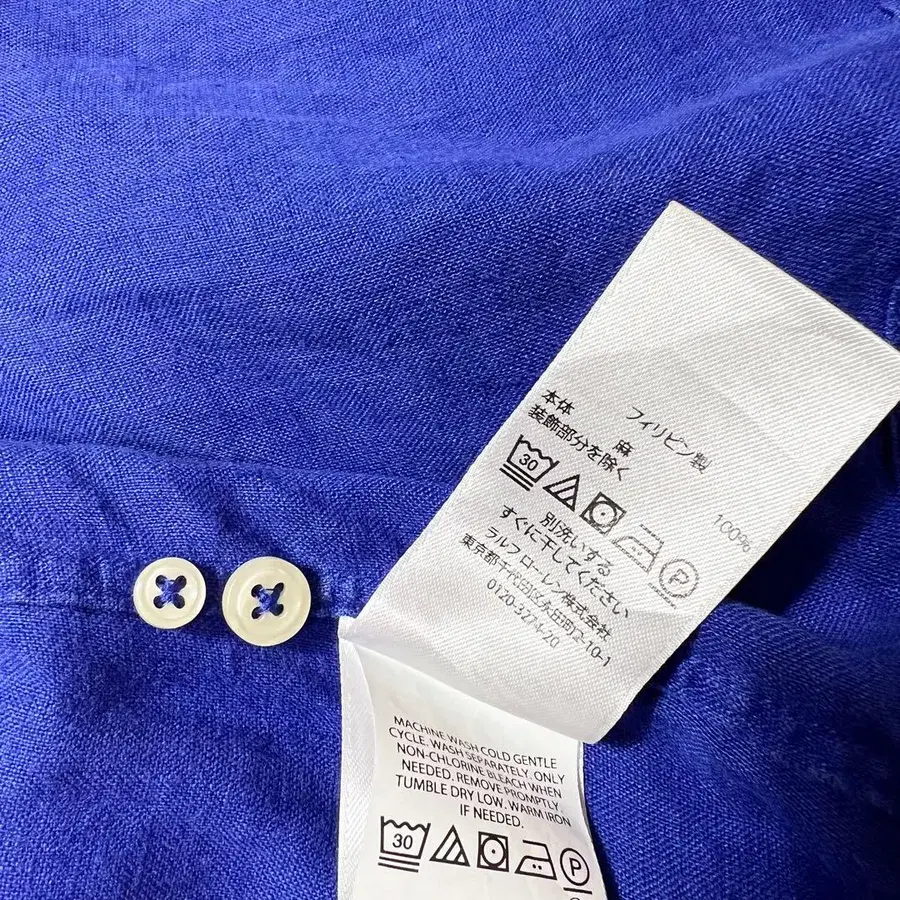 フィリピン製
本体 麻 100%
装飾部分を除く
30 P
別洗いする
すぐに干してください
ラルフ ローレン株式会社
東京都千代田区永田町2-10-1
0120-3274-20
MACHINE WASH COLD GENTLE
CYCLE. WASH SEPARATELY. ONLY
NON-CHLORINE BLEACH WHEN
NEEDED. REMOVE PROMPTLY.
TUMBLE DRY LOW. WARM IRON
IF NEEDED.
30 P